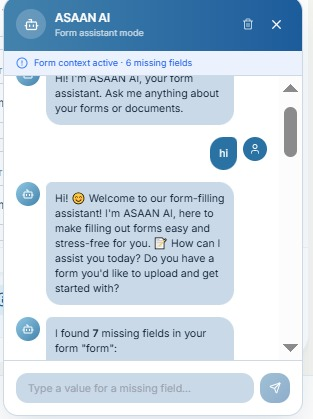 ASAAN AI
Form assistant mode
Form context active · 6 missing fields
Hi! I'm ASAAN AI, your form
assistant. Ask me anything about
your forms or documents.
hi
Hi! 😊 Welcome to our form-filling
assistant! I'm ASAAN AI, here to
make filling out forms easy and
stress-free for you. 📝 How can I
assist you today? Do you have a
form you'd like to upload and get
started with?
I found 7 missing fields in your
form "form":
Type a value for a missing field...